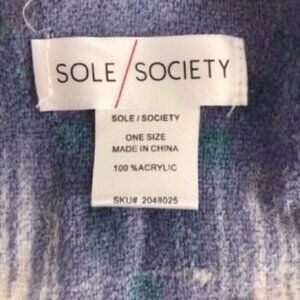 SOLE / SOCIETY
SOLE / SOCIETY
ONE SIZE
MADE IN CHINA
100 % ACRYLIC
SKU# 2048025